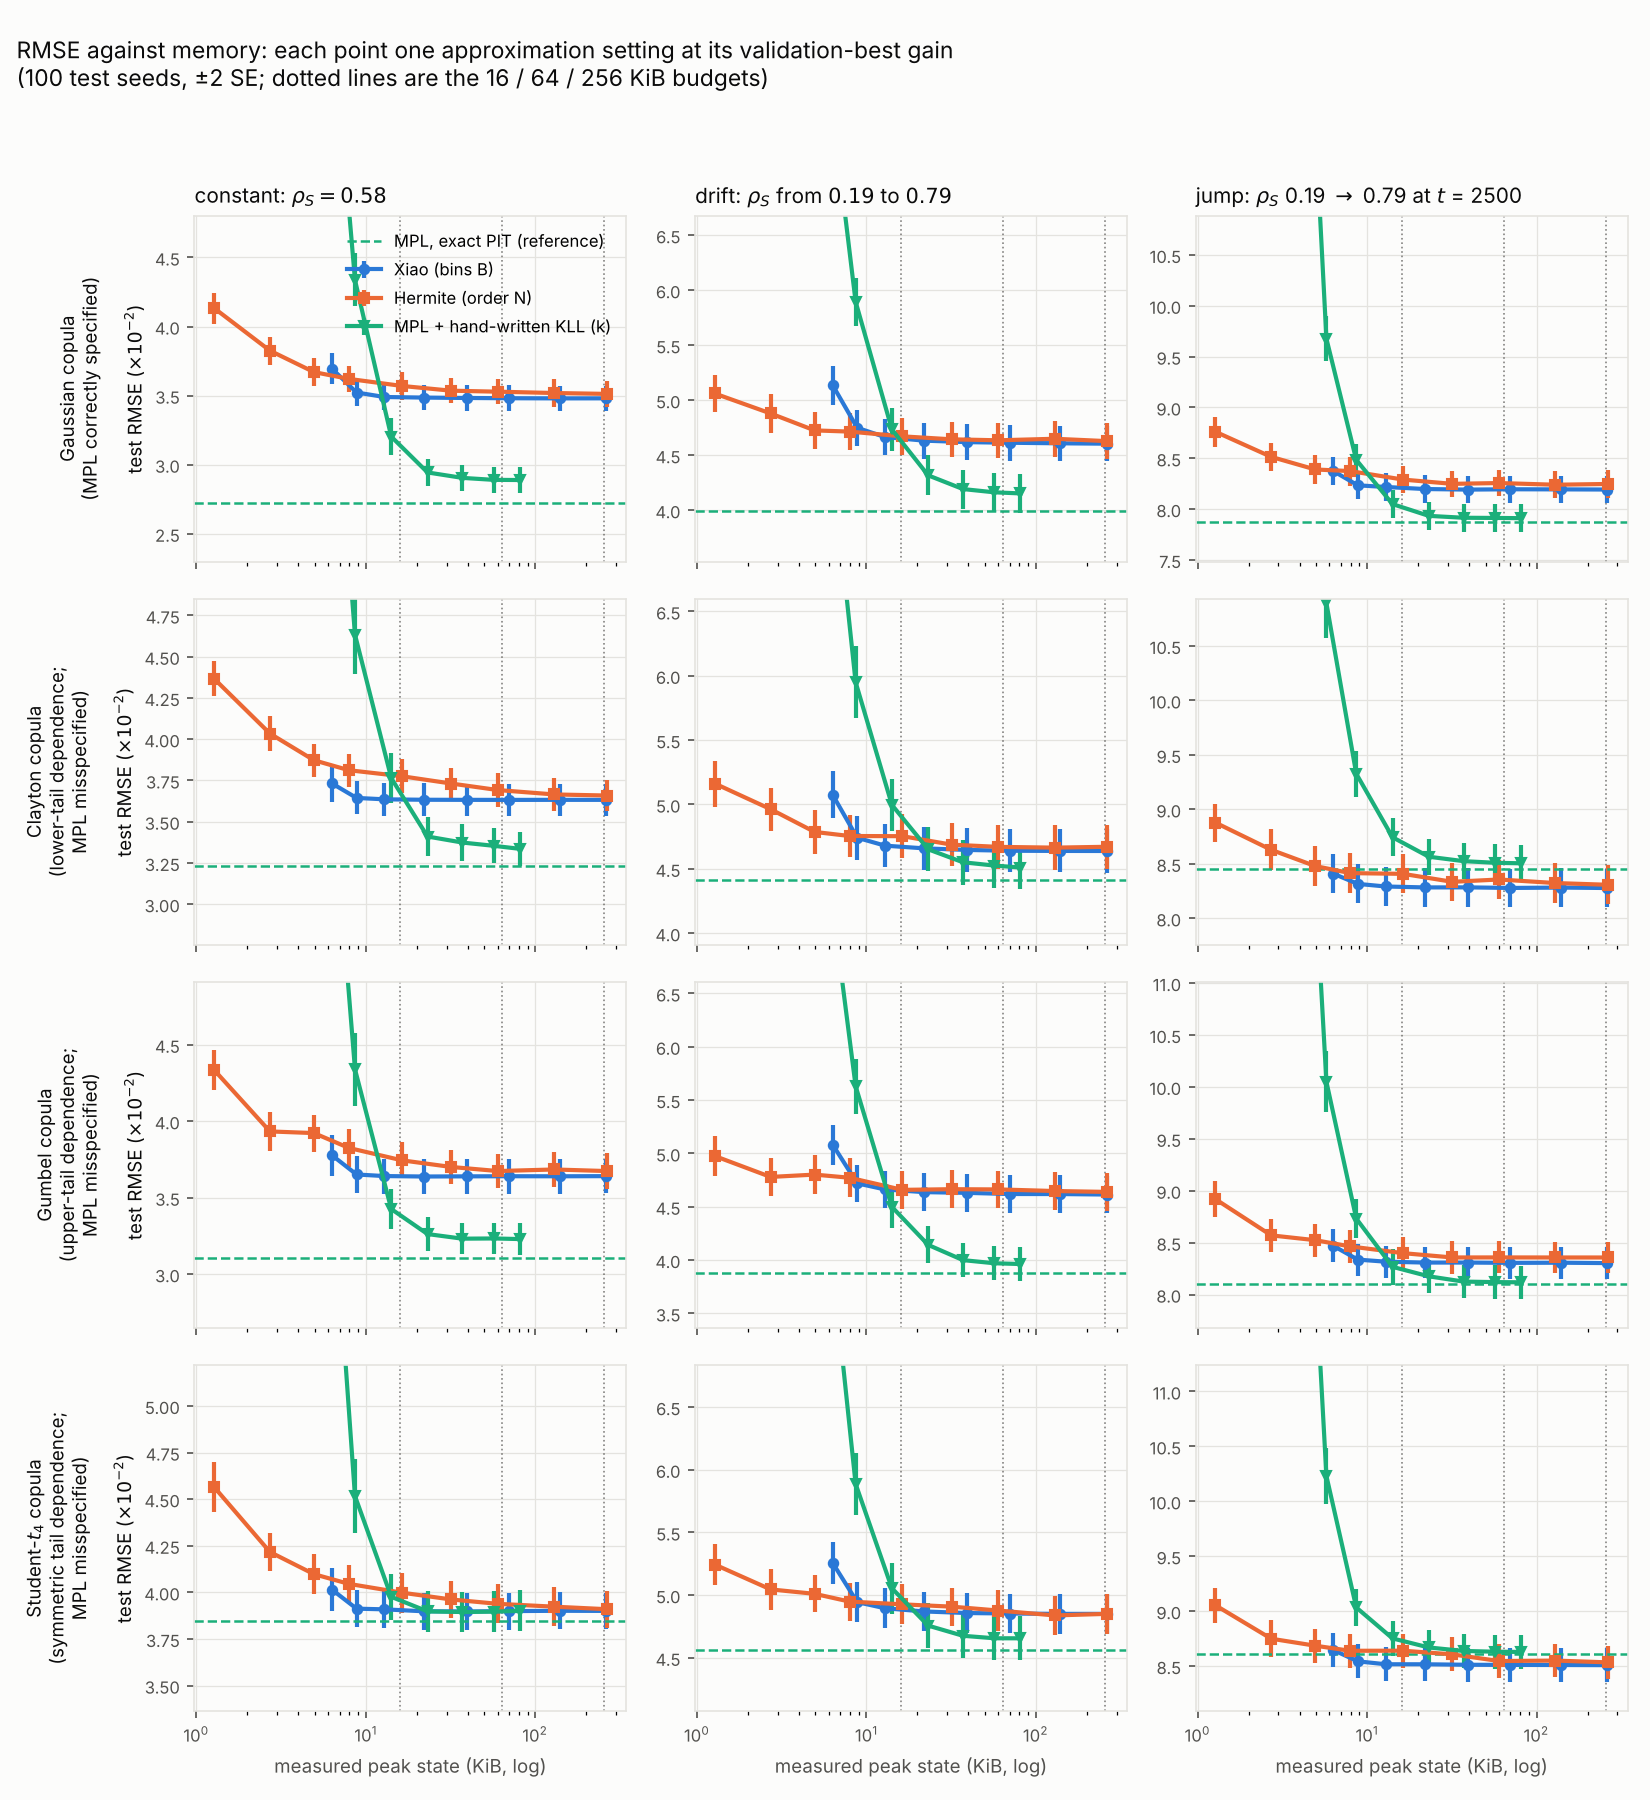 RMSE against memory: each point one approximation setting at its validation-best gain
(100 test seeds, ±2 SE; dotted lines are the 16 / 64 / 256 KiB budgets)
constant: ρS = 0.58
drift: ρS from 0.19 to 0.79
jump: ρS 0.19 → 0.79 at t = 2500
MPL, exact PIT (reference)
Xiao (bins B)
Hermite (order N)
MPL + hand-written KLL (k)
Gaussian copula
(MPL correctly specified)
test RMSE (×10⁻²)
4.5
4.0
3.5
3.0
2.5
6.5
6.0
5.5
5.0
4.5
4.0
10.5
10.0
9.5
9.0
8.5
8.0
7.5
Clayton copula
(lower-tail dependence;
MPL misspecified)
test RMSE (×10⁻²)
4.75
4.50
4.25
4.00
3.75
3.50
3.25
3.00
6.5
6.0
5.5
5.0
4.5
4.0
10.5
10.0
9.5
9.0
8.5
8.0
Gumbel copula
(upper-tail dependence;
MPL misspecified)
test RMSE (×10⁻²)
4.5
4.0
3.5
3.0
6.5
6.0
5.5
5.0
4.5
4.0
3.5
11.0
10.5
10.0
9.5
9.0
8.5
8.0
Student-t₄ copula
(symmetric tail dependence;
MPL misspecified)
test RMSE (×10⁻²)
5.00
4.75
4.50
4.25
4.00
3.75
3.50
6.5
6.0
5.5
5.0
4.5
11.0
10.5
10.0
9.5
9.0
8.5
10⁰ 10¹ 10²
10⁰ 10¹ 10²
10⁰ 10¹ 10²
measured peak state (KiB, log)
measured peak state (KiB, log)
measured peak state (KiB, log)